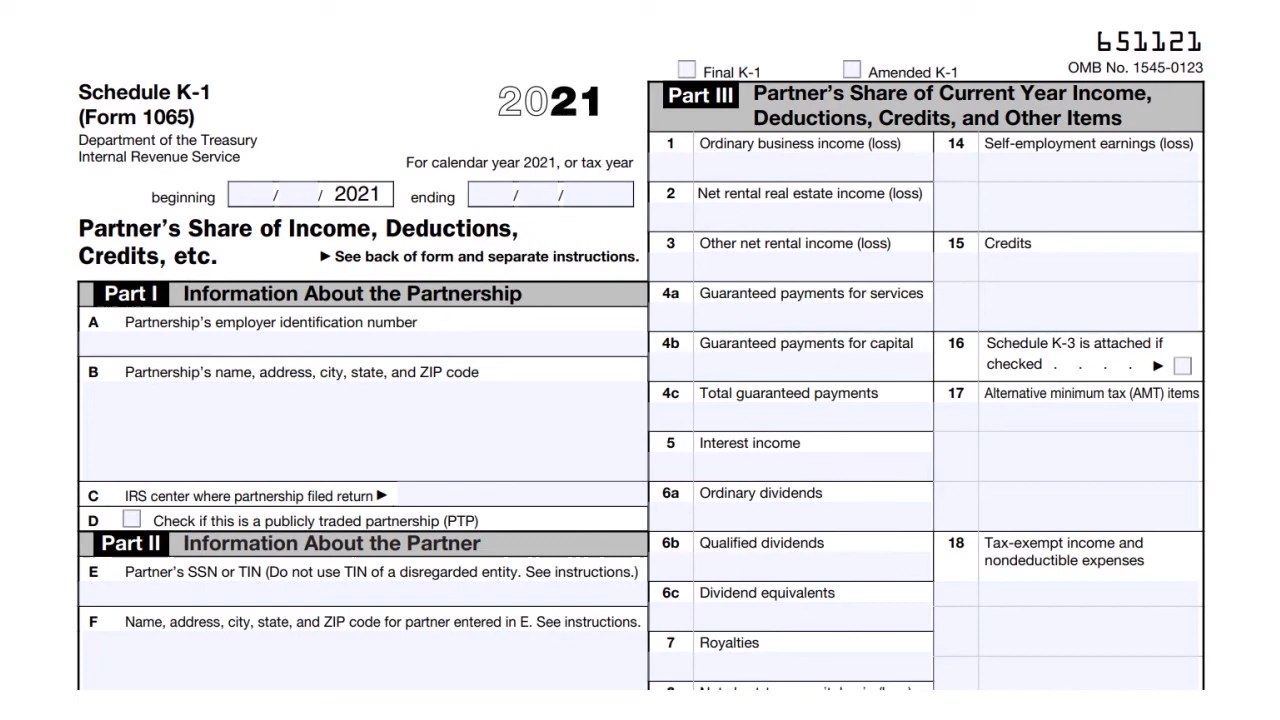 651121
Final K-1
Amended K-1
OMB No. 1545-0123
Schedule K-1
(Form 1065)
2021
Department of the Treasury
Internal Revenue Service
For calendar year 2021, or tax year
beginning / / 2021 ending / /
Partner's Share of Income, Deductions,
Credits, etc.
► See back of form and separate instructions.
Part I Information About the Partnership
A Partnership's employer identification number
B Partnership's name, address, city, state, and ZIP code
C IRS center where partnership filed return ►
D Check if this is a publicly traded partnership (PTP)
Part II Information About the Partner
E Partner's SSN or TIN (Do not use TIN of a disregarded entity. See instructions.)
F Name, address, city, state, and ZIP code for partner entered in E. See instructions.
Part III Partner's Share of Current Year Income,
Deductions, Credits, and Other Items
1 Ordinary business income (loss)
2 Net rental real estate income (loss)
3 Other net rental income (loss)
4a Guaranteed payments for services
4b Guaranteed payments for capital
4c Total guaranteed payments
5 Interest income
6a Ordinary dividends
6b Qualified dividends
6c Dividend equivalents
7 Royalties
14 Self-employment earnings (loss)
15 Credits
16 Schedule K-3 is attached if
checked . . . . ►
17 Alternative minimum tax (AMT) items
18 Tax-exempt income and
nondeductible expenses